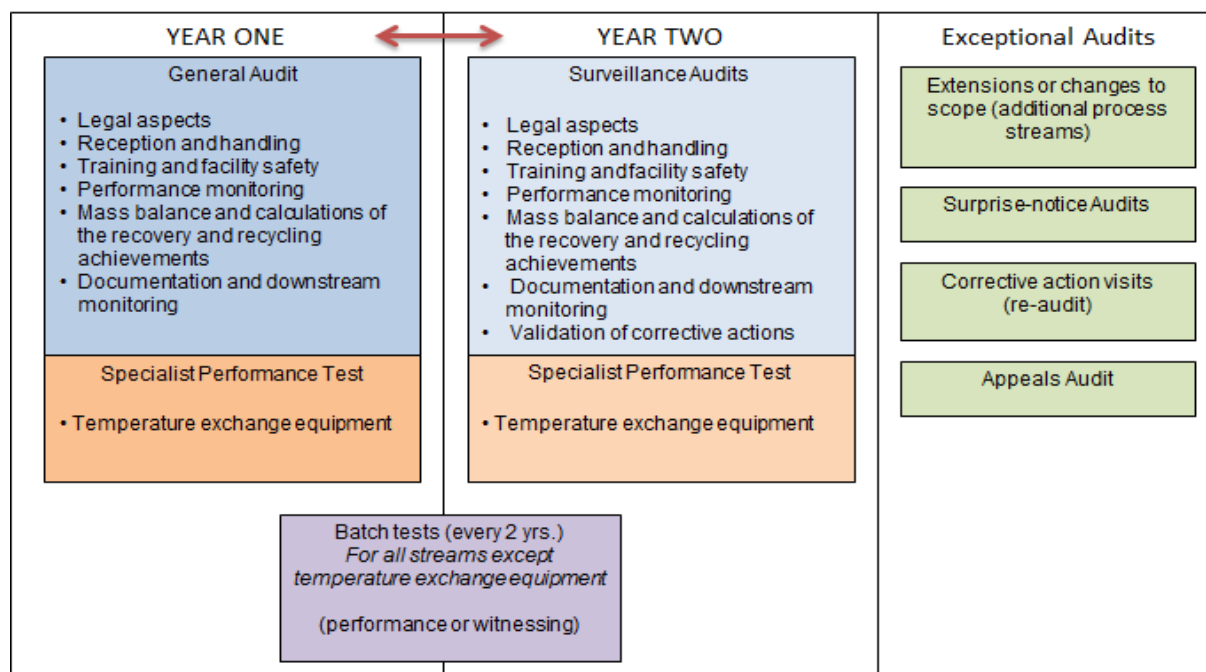 YEAR ONE
General Audit
• Legal aspects
• Reception and handling
• Training and facility safety
• Performance monitoring
• Mass balance and calculations of
the recovery and recycling
achievements
• Documentation and downstream
monitoring
Specialist Performance Test
• Temperature exchange equipment
YEAR TWO
Surveillance Audits
• Legal aspects
• Reception and handling
• Training and facility safety
• Performance monitoring
• Mass balance and calculations of
the recovery and recycling
achievements
• Documentation and downstream
monitoring
• Validation of corrective actions
Specialist Performance Test
• Temperature exchange equipment
Batch tests (every 2 yrs.)
For all streams except
temperature exchange equipment
(performance or witnessing)
Exceptional Audits
Extensions or changes to
scope (additional process
streams)
Surprise-notice Audits
Corrective action visits
(re-audit)
Appeals Audit